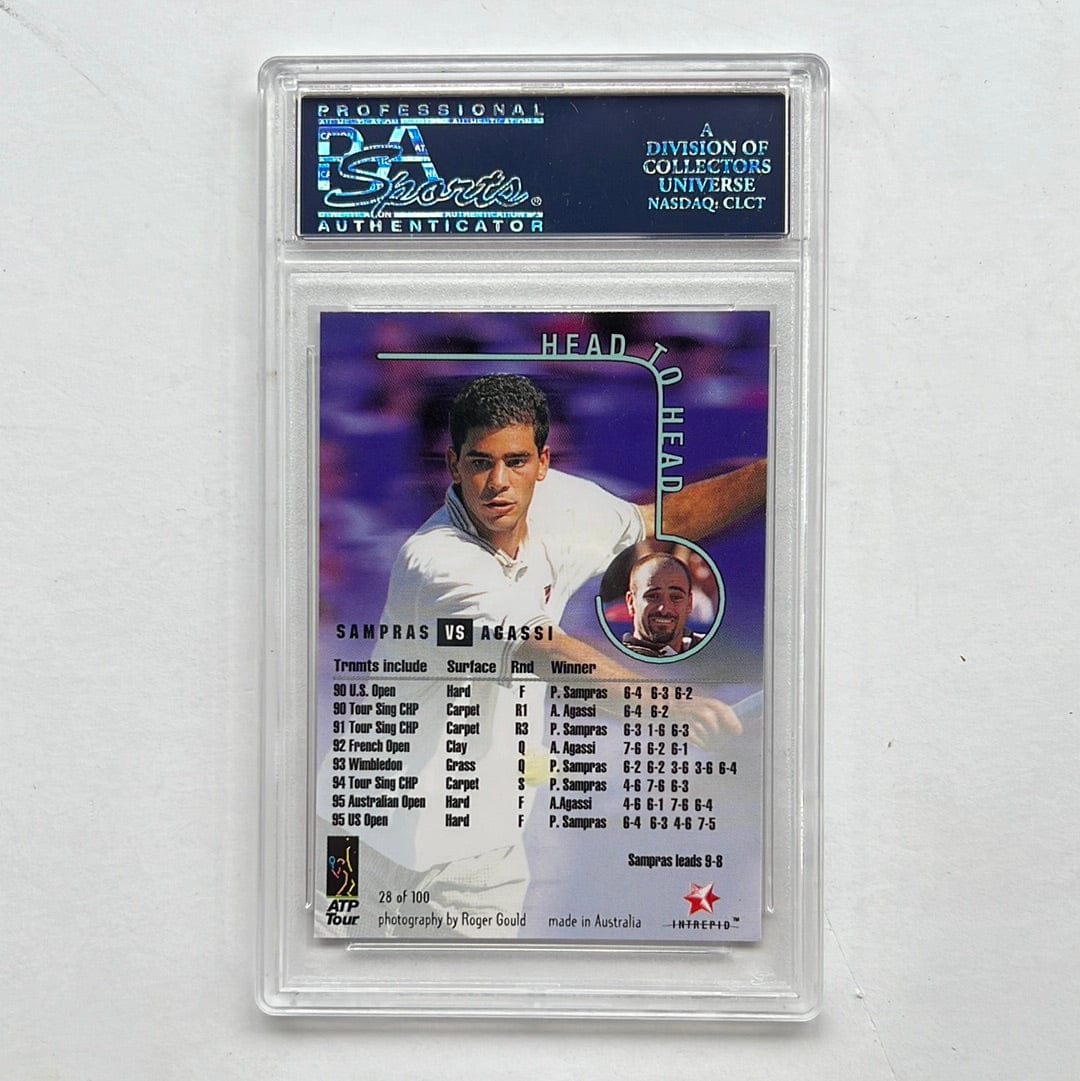 PROFESSIONAL
PSA
Sports®
AUTHENTICATOR
A
DIVISION OF
COLLECTORS
UNIVERSE
NASDAQ: CLCT
HEAD TO HEAD
SAMPRAS VS AGASSI
Trnmts include Surface Rnd Winner
90 U.S. Open Hard F P. Sampras 6-4 6-3 6-2
90 Tour Sing CHP Carpet R1 A. Agassi 6-4 6-2
91 Tour Sing CHP Carpet R3 P. Sampras 6-3 1-6 6-3
92 French Open Clay Q A. Agassi 7-6 6-2 6-1
93 Wimbledon Grass Q P. Sampras 6-2 6-2 3-6 3-6 6-4
94 Tour Sing CHP Carpet S P. Sampras 4-6 7-6 6-3
95 Australian Open Hard F A.Agassi 4-6 6-1 7-6 6-4
95 US Open Hard F P. Sampras 6-4 6-3 4-6 7-5
Sampras leads 9-8
ATP
Tour
28 of 100
photography by Roger Gould made in Australia
INTREPID™